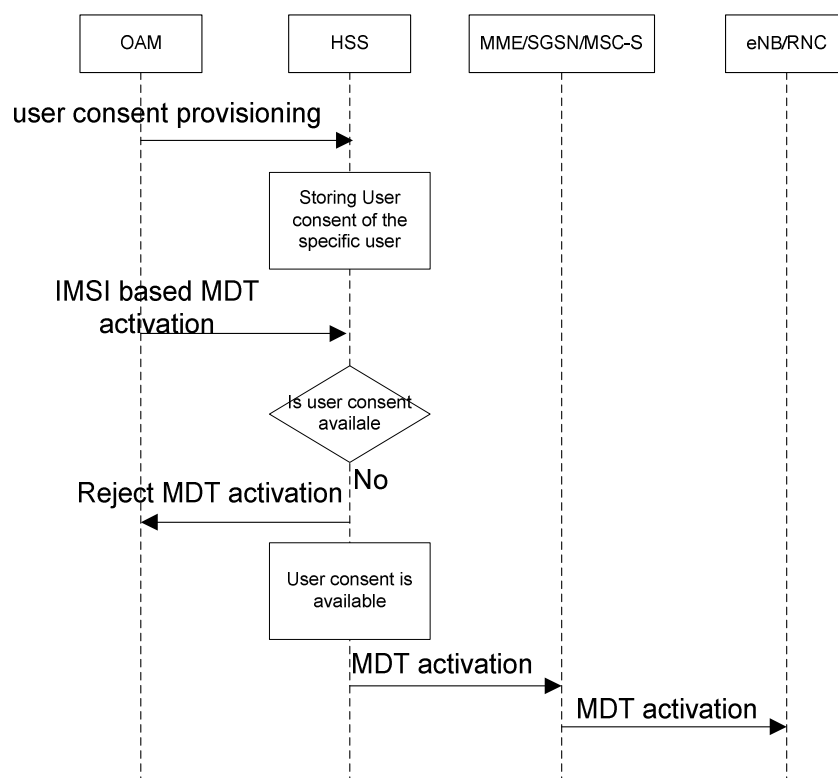 OAM
HSS
MME/SGSN/MSC-S
eNB/RNC
user consent provisioning
Storing User
consent of the
specific user
IMSI based MDT
activation
Is user consent
availale
No
Reject MDT activation
User consent is
available
MDT activation
MDT activation